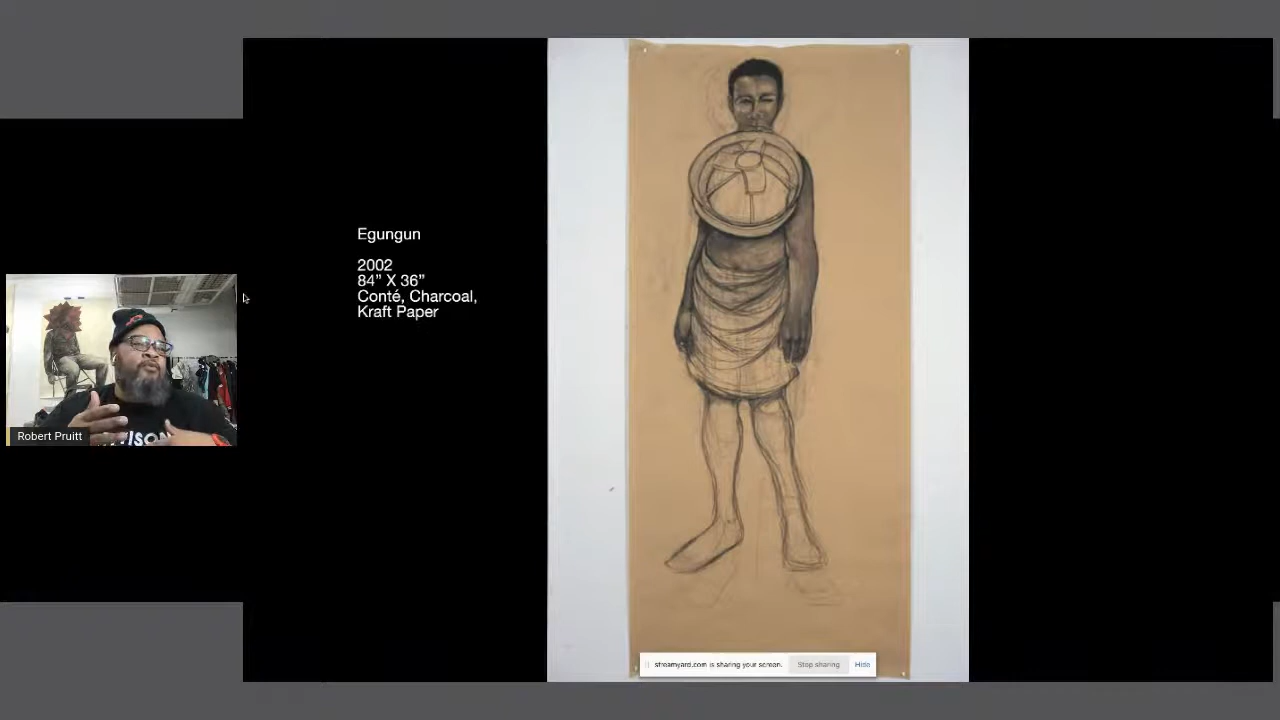 Egungun
2002
84” X 36”
Conté, Charcoal,
Kraft Paper
Robert Pruitt
streamyard.com is sharing your screen.
Stop sharing
Hide